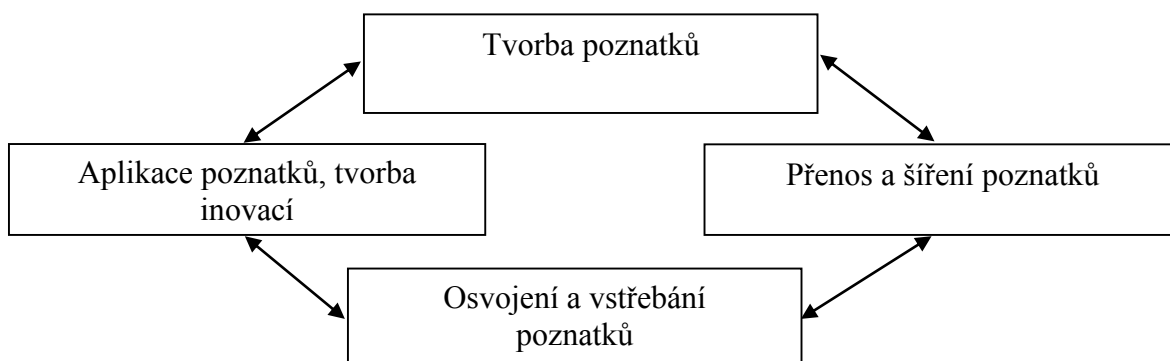 Tvorba poznatků
Aplikace poznatků, tvorba
inovací
Přenos a šíření poznatků
Osvojení a vstřebání
poznatků